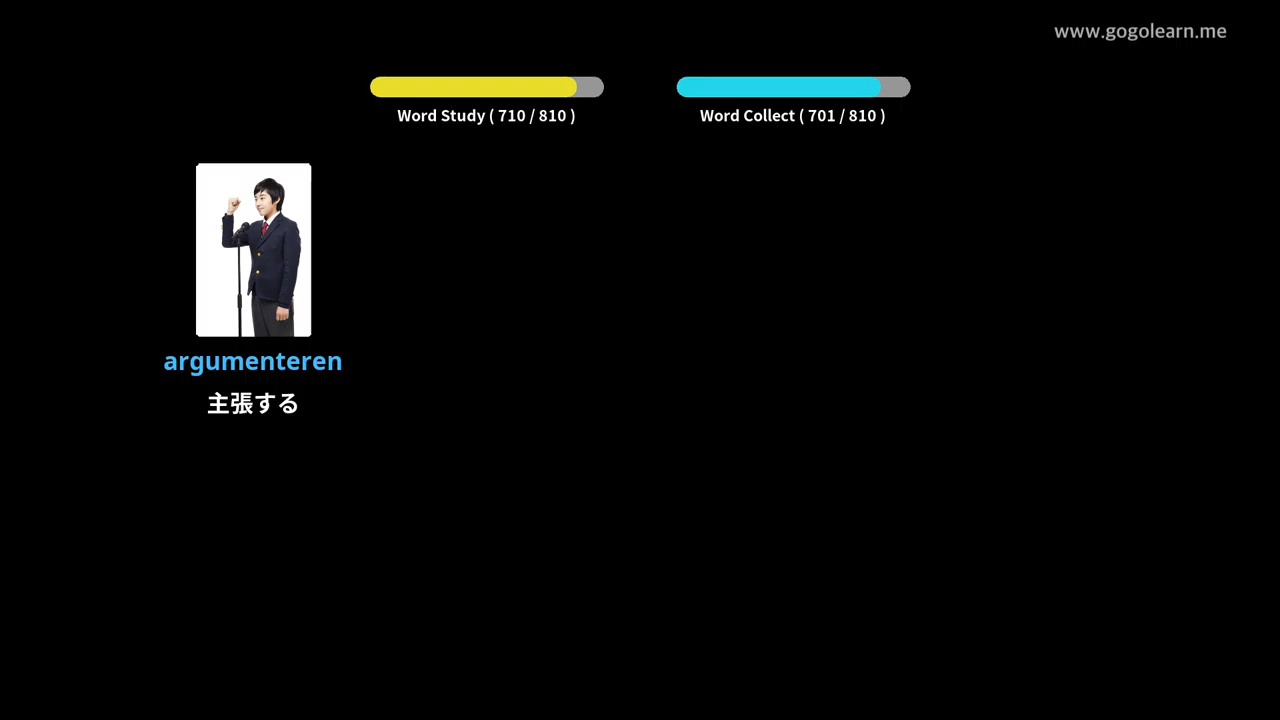 www.gogolearn.me
Word Study ( 710 / 810 )
Word Collect ( 701 / 810 )
argumenteren
主張する